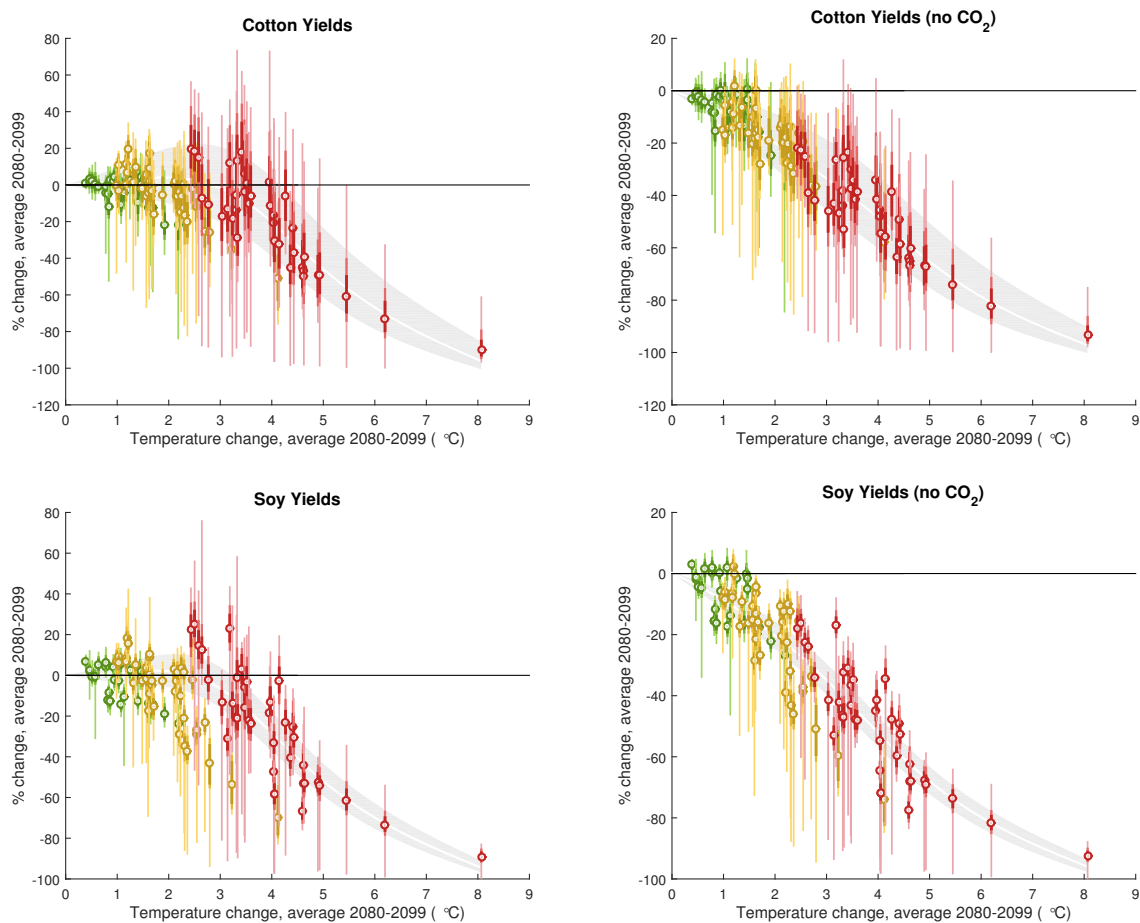 Cotton Yields
% change, average 2080-2099
80
60
40
20
0
-20
-40
-60
-80
-100
-120
0 1 2 3 4 5 6 7 8 9
Temperature change, average 2080-2099 ( °C)
Cotton Yields (no CO2)
% change, average 2080-2099
20
0
-20
-40
-60
-80
-100
-120
0 1 2 3 4 5 6 7 8 9
Temperature change, average 2080-2099 ( °C)
Soy Yields
% change, average 2080-2099
80
60
40
20
0
-20
-40
-60
-80
-100
0 1 2 3 4 5 6 7 8 9
Temperature change, average 2080-2099 ( °C)
Soy Yields (no CO2)
% change, average 2080-2099
20
0
-20
-40
-60
-80
-100
0 1 2 3 4 5 6 7 8 9
Temperature change, average 2080-2099 ( °C)